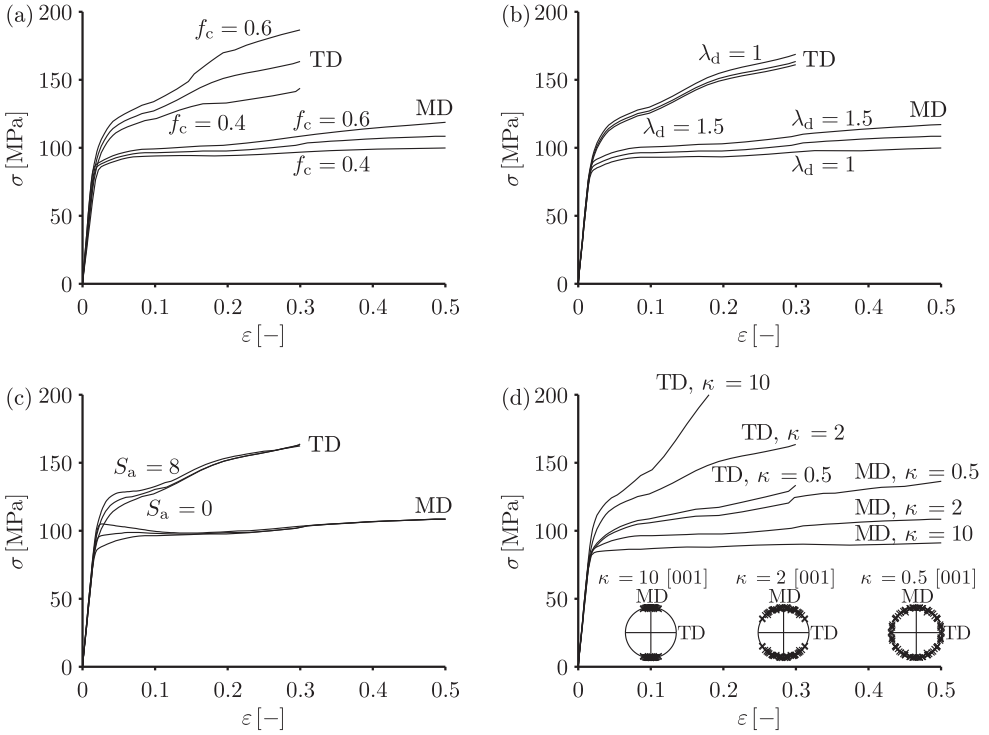 (a)
200
150
100
50
0
σ [MPa]
f_c = 0.6
TD
f_c = 0.4
f_c = 0.6
MD
f_c = 0.4
0 0.1 0.2 0.3 0.4 0.5
ε [−]
(b)
200
150
100
50
0
σ [MPa]
λ_d = 1
TD
λ_d = 1.5
λ_d = 1.5
MD
λ_d = 1
0 0.1 0.2 0.3 0.4 0.5
ε [−]
(c)
200
150
100
50
0
σ [MPa]
S_a = 8
TD
S_a = 0
MD
0 0.1 0.2 0.3 0.4 0.5
ε [−]
(d)
200
150
100
50
0
σ [MPa]
TD, κ = 10
TD, κ = 2
TD, κ = 0.5
MD, κ = 0.5
MD, κ = 2
MD, κ = 10
κ = 10 [001]
MD
TD
κ = 2 [001]
MD
TD
κ = 0.5 [001]
MD
TD
0 0.1 0.2 0.3 0.4 0.5
ε [−]